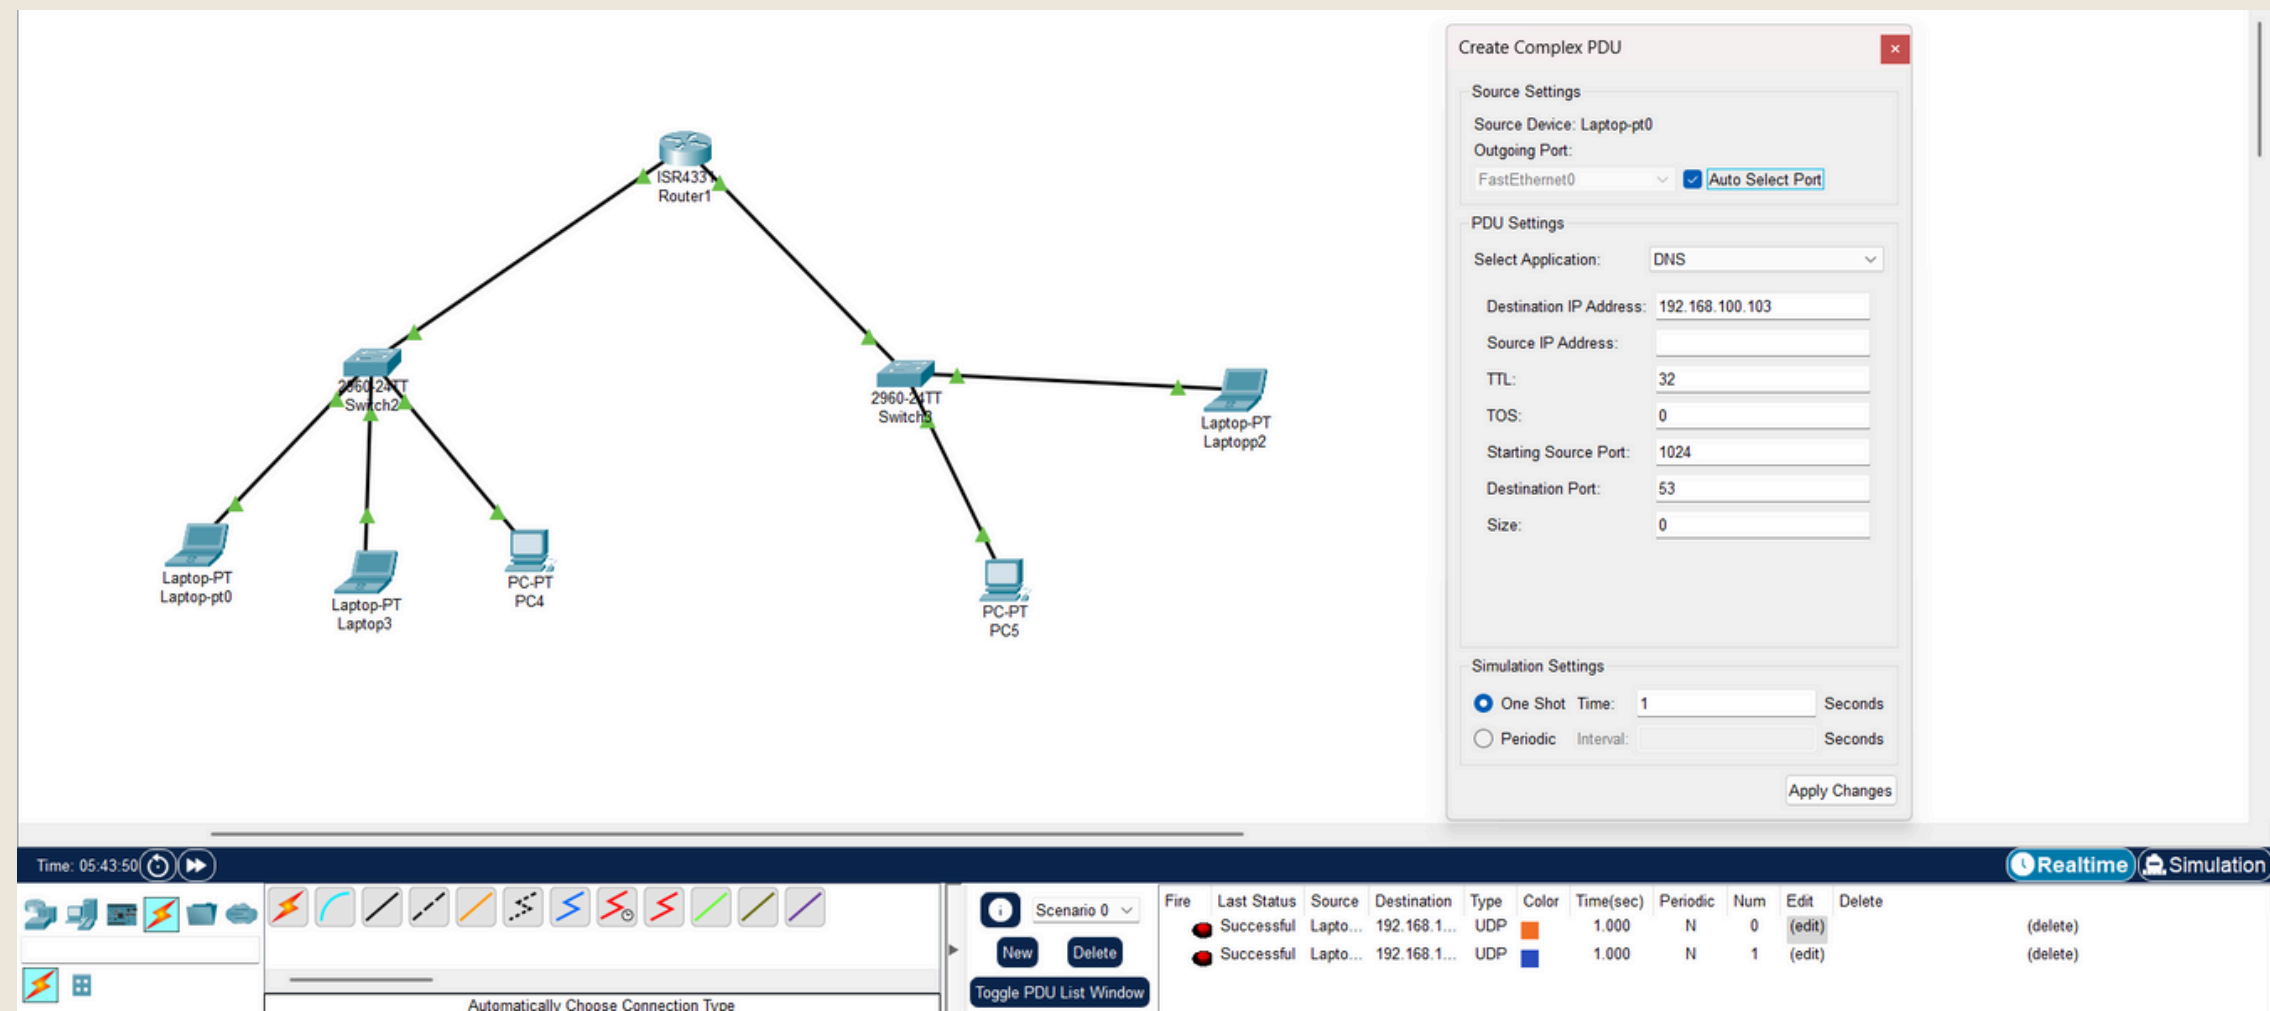 Create Complex PDU
Source Settings
Source Device: Laptop-pt0
Outgoing Port:
FastEthernet0 Auto Select Port
PDU Settings
Select Application: DNS
Destination IP Address: 192.168.100.103
Source IP Address:
TTL: 32
TOS: 0
Starting Source Port: 1024
Destination Port: 53
Size: 0
Simulation Settings
One Shot Time: 1 Seconds
Periodic Interval: Seconds
Apply Changes
ISR4331
Router1
2960-24TT
Switch2
2960-24TT
Switch3
Laptop-PT
Laptopp2
Laptop-PT
Laptop-pt0
Laptop-PT
Laptop3
PC-PT
PC4
PC-PT
PC5
Time: 05:43:50
Realtime
Simulation
Scenario 0
New
Delete
Toggle PDU List Window
Automatically Choose Connection Type
Fire Last Status Source Destination Type Color Time(sec) Periodic Num Edit Delete
Successful Lapto... 192.168.1... UDP 1.000 N 0 (edit) (delete)
Successful Lapto... 192.168.1... UDP 1.000 N 1 (edit) (delete)